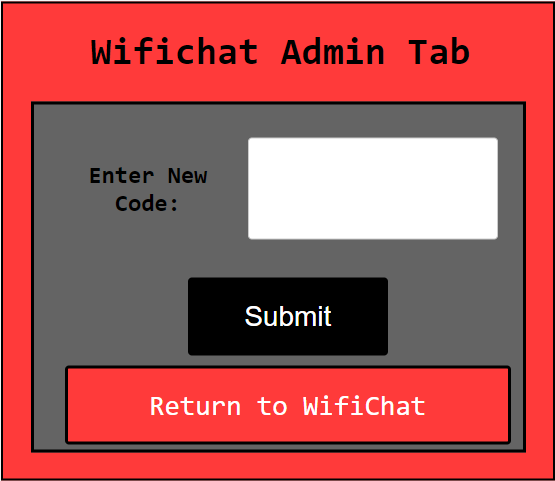 Wifichat Admin Tab
Enter New
Code:
Submit
Return to WifiChat